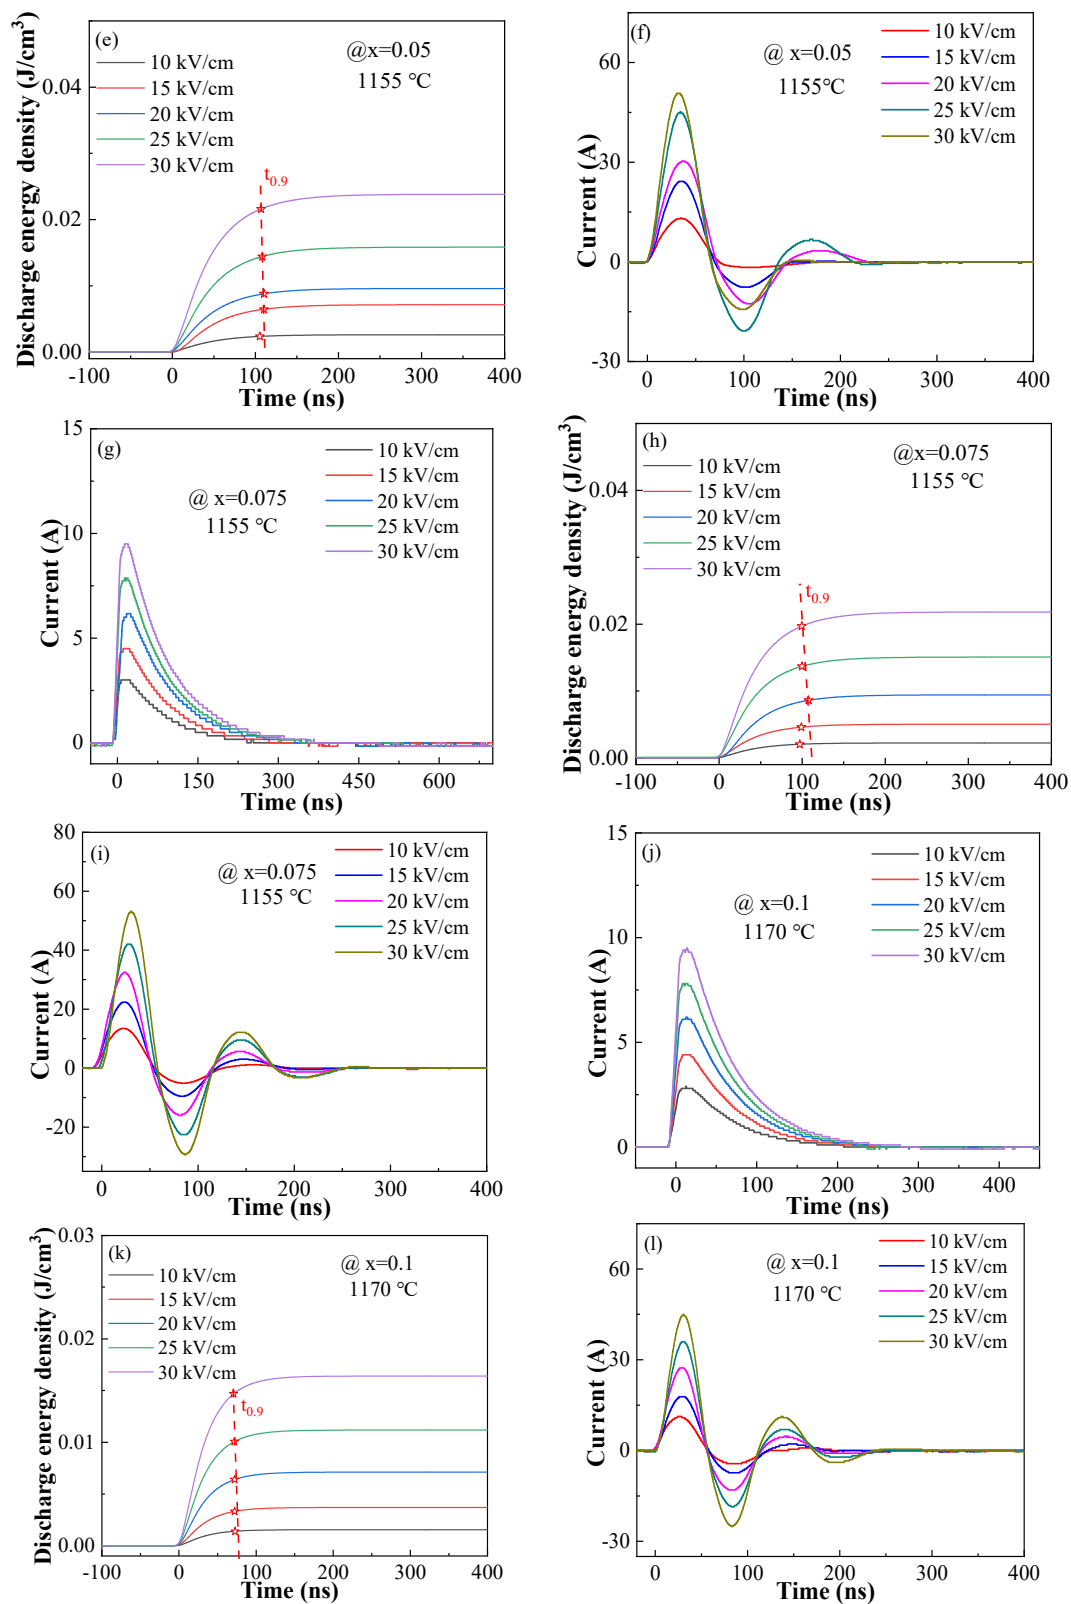 (e)
@x=0.05
1155 ℃
10 kV/cm
15 kV/cm
20 kV/cm
25 kV/cm
30 kV/cm
t0.9
0.04
0.02
0.00
-100 0 100 200 300 400
Discharge energy density (J/cm3)
Time (ns)
(f)
@ x=0.05
1155℃
10 kV/cm
15 kV/cm
20 kV/cm
25 kV/cm
30 kV/cm
60
30
0
-30
0 100 200 300 400
Current (A)
Time (ns)
(g)
@ x=0.075
1155 ℃
10 kV/cm
15 kV/cm
20 kV/cm
25 kV/cm
30 kV/cm
15
10
5
0
0 150 300 450 600
Current (A)
Time (ns)
(h)
@x=0.075
1155 ℃
10 kV/cm
15 kV/cm
20 kV/cm
25 kV/cm
30 kV/cm
t0.9
0.04
0.02
0.00
-100 0 100 200 300 400
Discharge energy density (J/cm3)
Time (ns)
(i)
@ x=0.075
1155 ℃
10 kV/cm
15 kV/cm
20 kV/cm
25 kV/cm
30 kV/cm
80
60
40
20
0
-20
0 100 200 300 400
Current (A)
Time (ns)
(j)
@ x=0.1
1170 ℃
10 kV/cm
15 kV/cm
20 kV/cm
25 kV/cm
30 kV/cm
15
10
5
0
0 100 200 300 400
Current (A)
Time (ns)
(k)
@ x=0.1
1170 ℃
10 kV/cm
15 kV/cm
20 kV/cm
25 kV/cm
30 kV/cm
t0.9
0.03
0.02
0.01
0.00
-100 0 100 200 300 400
Discharge energy density (J/cm3)
Time (ns)
(l)
@ x=0.1
1170 ℃
10 kV/cm
15 kV/cm
20 kV/cm
25 kV/cm
30 kV/cm
60
30
0
-30
0 100 200 300 400
Current (A)
Time (ns)